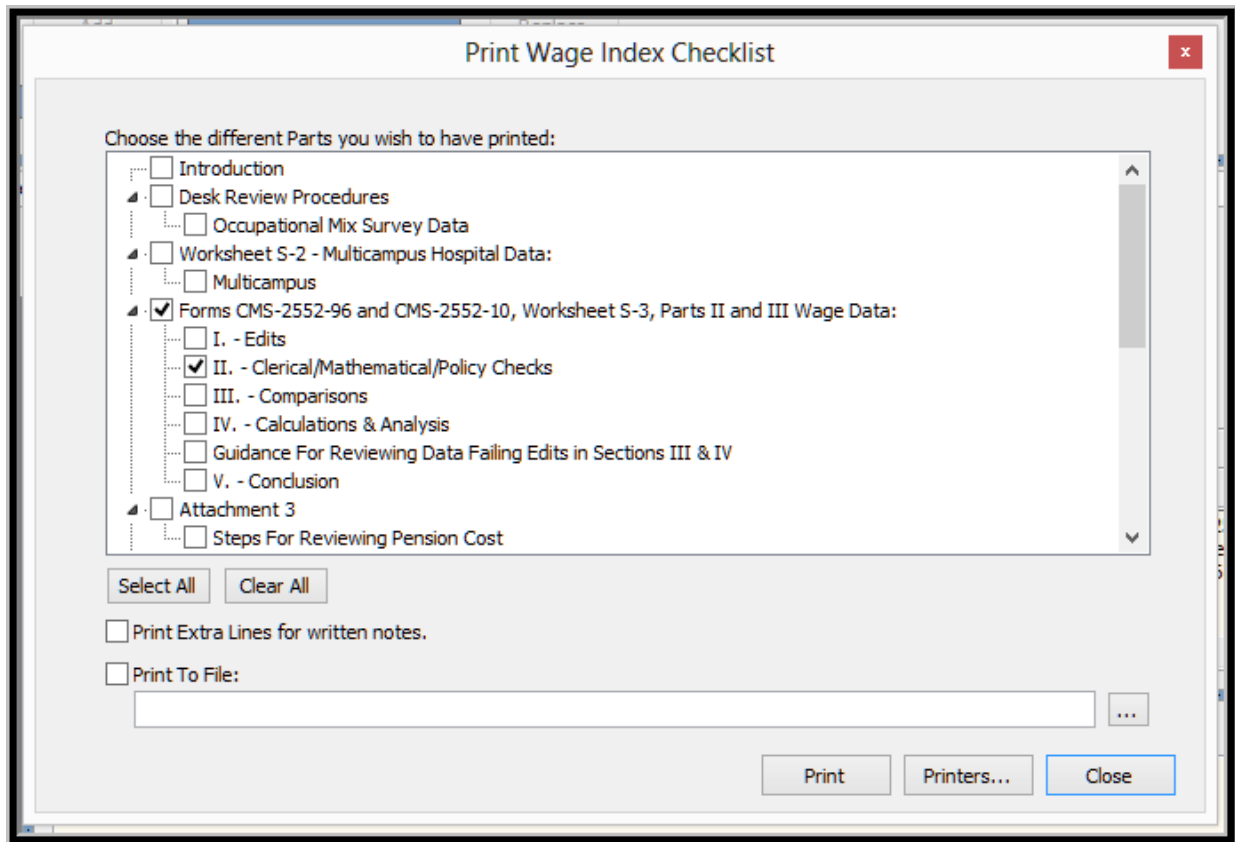 Print Wage Index Checklist
x
Choose the different Parts you wish to have printed:
Introduction
Desk Review Procedures
Occupational Mix Survey Data
Worksheet S-2 - Multicampus Hospital Data:
Multicampus
Forms CMS-2552-96 and CMS-2552-10, Worksheet S-3, Parts II and III Wage Data:
I. - Edits
II. - Clerical/Mathematical/Policy Checks
III. - Comparisons
IV. - Calculations & Analysis
Guidance For Reviewing Data Failing Edits in Sections III & IV
V. - Conclusion
Attachment 3
Steps For Reviewing Pension Cost
Select All Clear All
Print Extra Lines for written notes.
Print To File:
...
Print Printers... Close